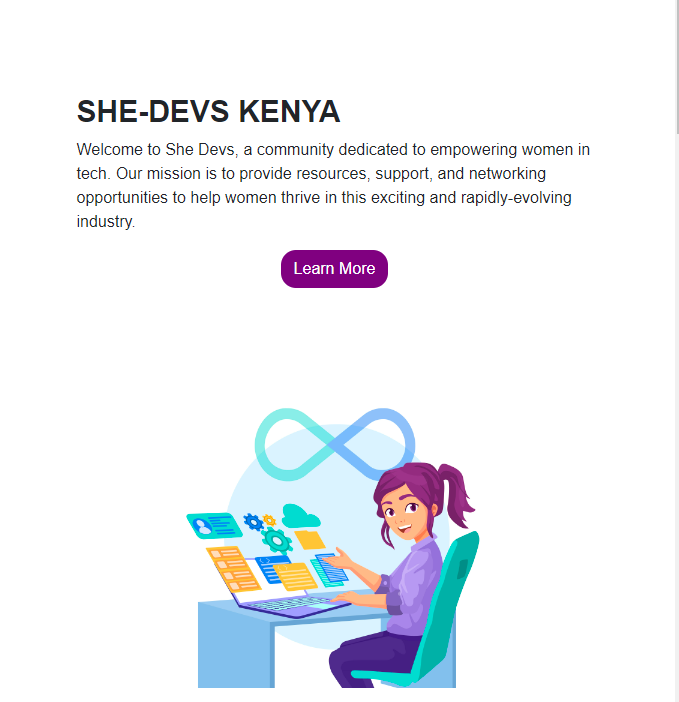 SHE-DEVS KENYA
Welcome to She Devs, a community dedicated to empowering women in
tech. Our mission is to provide resources, support, and networking
opportunities to help women thrive in this exciting and rapidly-evolving
industry.
Learn More